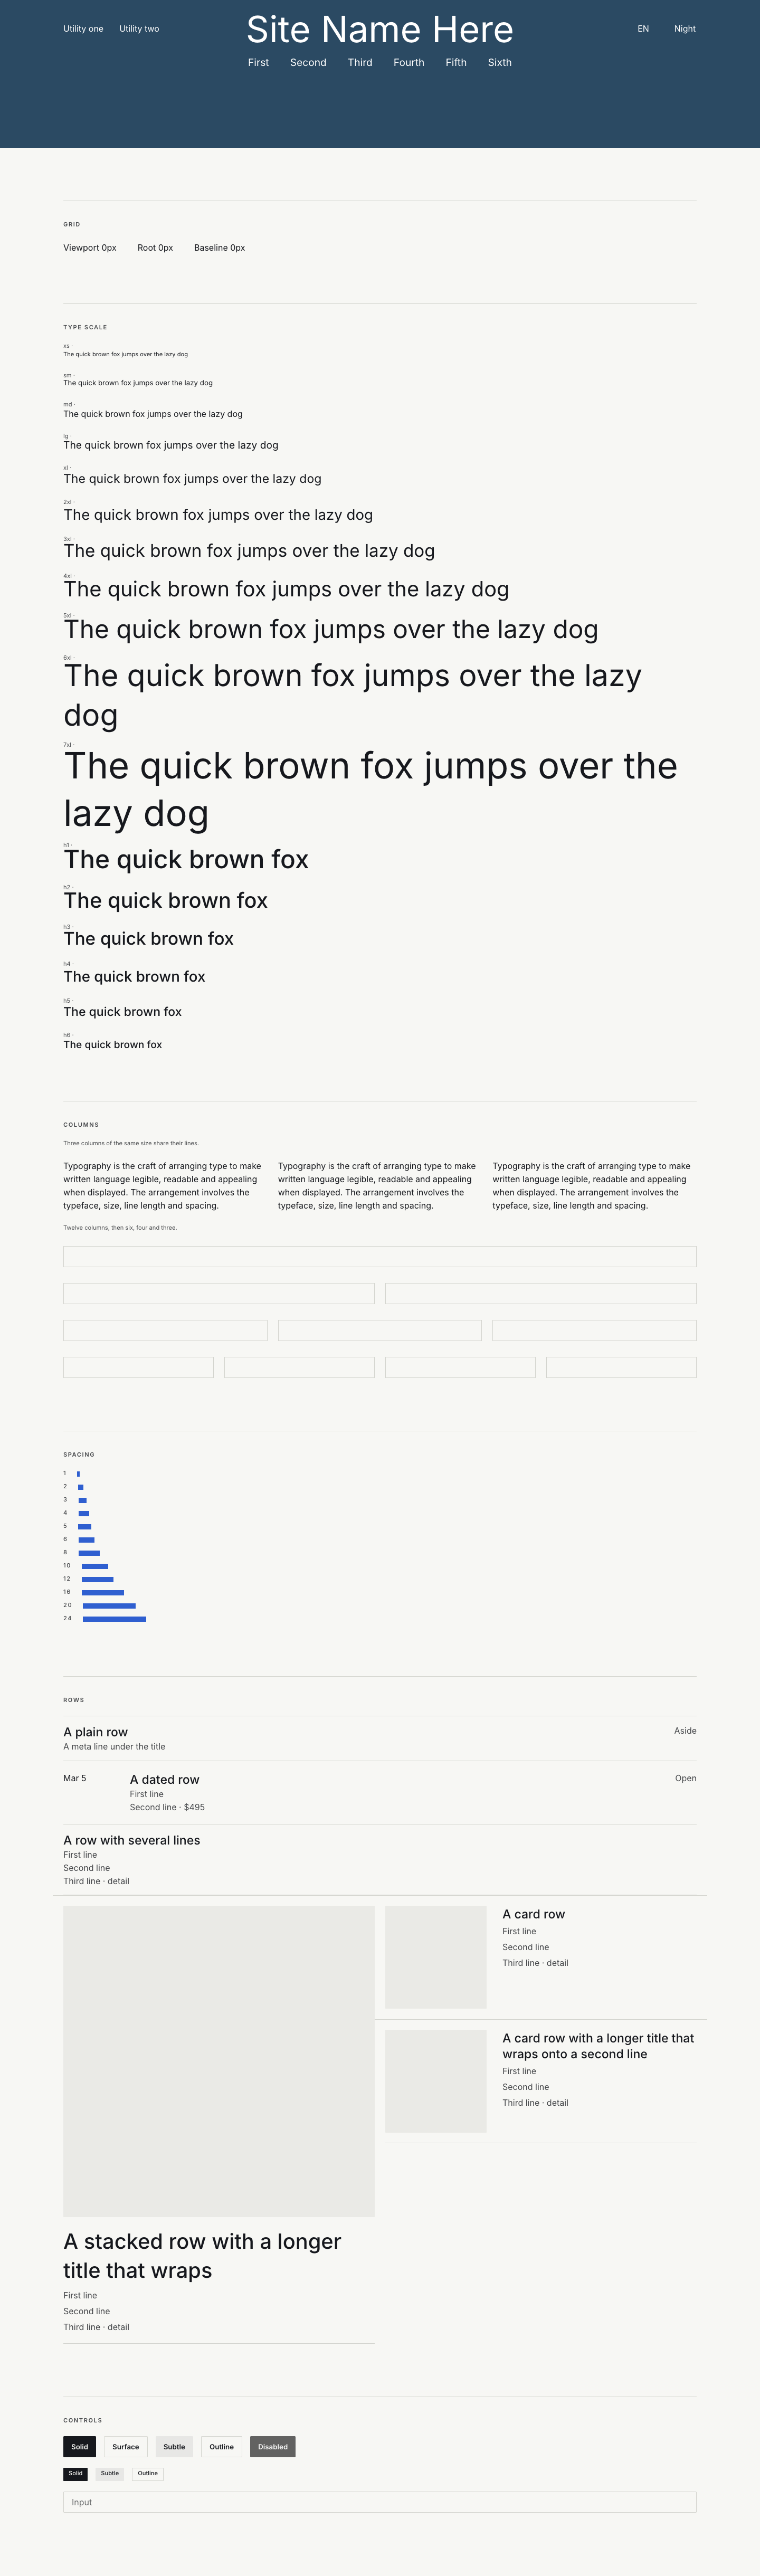 Utility one
Utility two
Site Name Here
EN
Night
First
Second
Third
Fourth
Fifth
Sixth
GRID
Viewport 0px
Root 0px
Baseline 0px
TYPE SCALE
xs ·
The quick brown fox jumps over the lazy dog
sm ·
The quick brown fox jumps over the lazy dog
md ·
The quick brown fox jumps over the lazy dog
lg ·
The quick brown fox jumps over the lazy dog
xl ·
The quick brown fox jumps over the lazy dog
2xl ·
The quick brown fox jumps over the lazy dog
3xl ·
The quick brown fox jumps over the lazy dog
4xl ·
The quick brown fox jumps over the lazy dog
5xl ·
The quick brown fox jumps over the lazy dog
6xl ·
The quick brown fox jumps over the lazy
dog
7xl ·
The quick brown fox jumps over the
lazy dog
h1 ·
The quick brown fox
h2 ·
The quick brown fox
h3 ·
The quick brown fox
h4 ·
The quick brown fox
h5 ·
The quick brown fox
h6 ·
The quick brown fox
COLUMNS
Three columns of the same size share their lines.
Typography is the craft of arranging type to make
written language legible, readable and appealing
when displayed. The arrangement involves the
typeface, size, line length and spacing.
Typography is the craft of arranging type to make
written language legible, readable and appealing
when displayed. The arrangement involves the
typeface, size, line length and spacing.
Typography is the craft of arranging type to make
written language legible, readable and appealing
when displayed. The arrangement involves the
typeface, size, line length and spacing.
Twelve columns, then six, four and three.
SPACING
1
2
3
4
5
6
8
10
12
16
20
24
ROWS
A plain row
Aside
A meta line under the title
Mar 5
A dated row
Open
First line
Second line · $495
A row with several lines
First line
Second line
Third line · detail
A card row
First line
Second line
Third line · detail
A card row with a longer title that
wraps onto a second line
First line
Second line
Third line · detail
A stacked row with a longer
title that wraps
First line
Second line
Third line · detail
CONTROLS
Solid
Surface
Subtle
Outline
Disabled
Solid
Subtle
Outline
Input